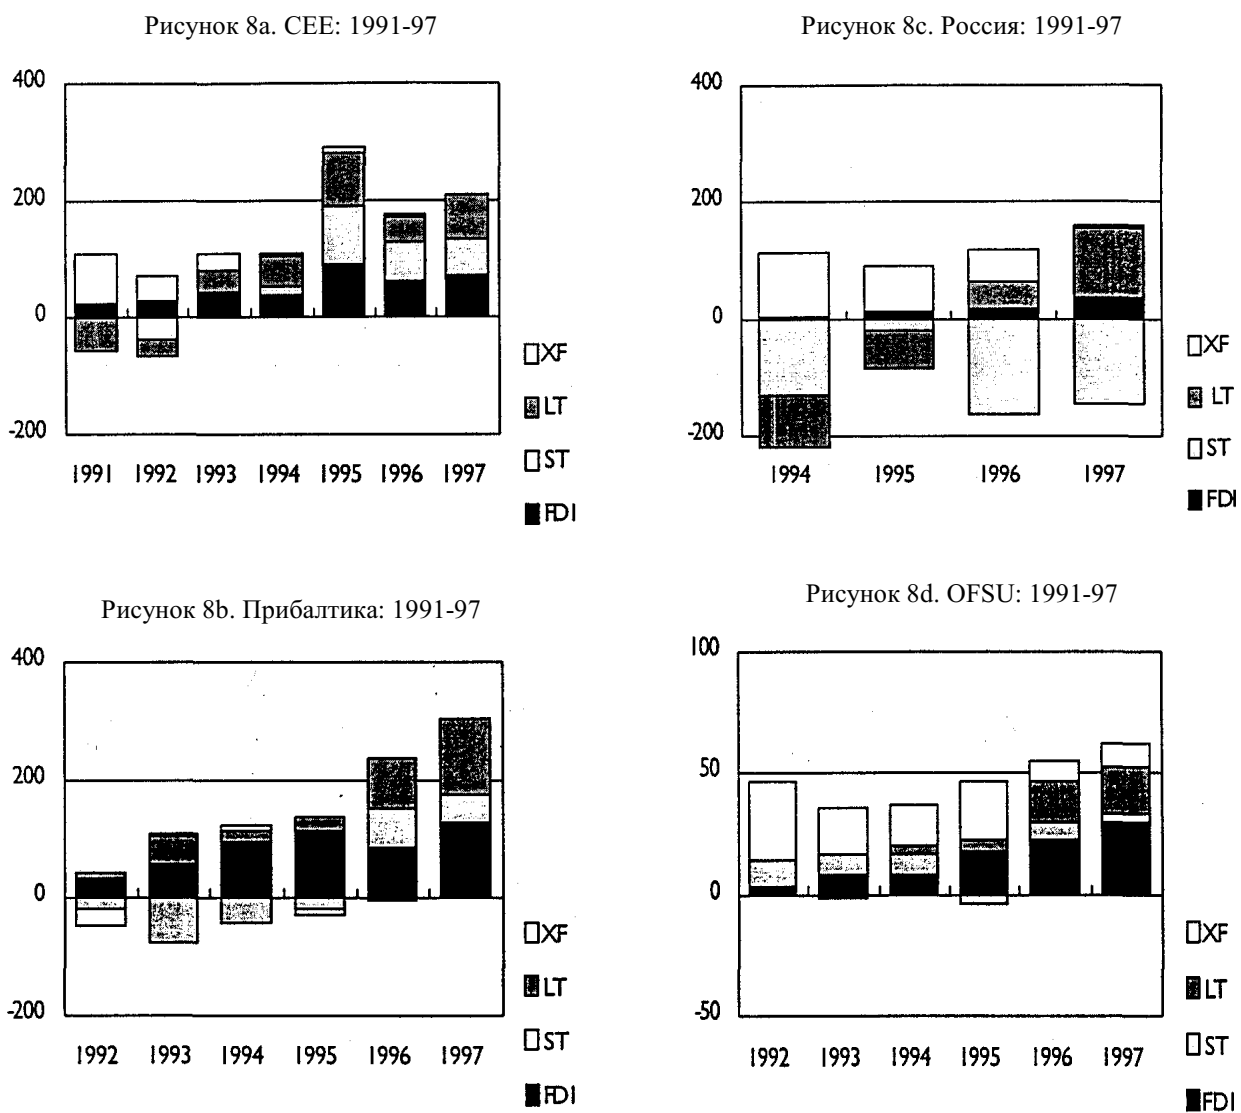 Рисунок 8a. CEE: 1991-97
400
200
0
-200
1991 1992 1993 1994 1995 1996 1997
XF
LT
ST
FDI
Рисунок 8c. Россия: 1991-97
400
200
0
-200
1994 1995 1996 1997
XF
LT
ST
FDI
Рисунок 8b. Прибалтика: 1991-97
400
200
0
-200
1992 1993 1994 1995 1996 1997
XF
LT
ST
FDI
Рисунок 8d. OFSU: 1991-97
100
50
0
-50
1992 1993 1994 1995 1996 1997
XF
LT
ST
FDI